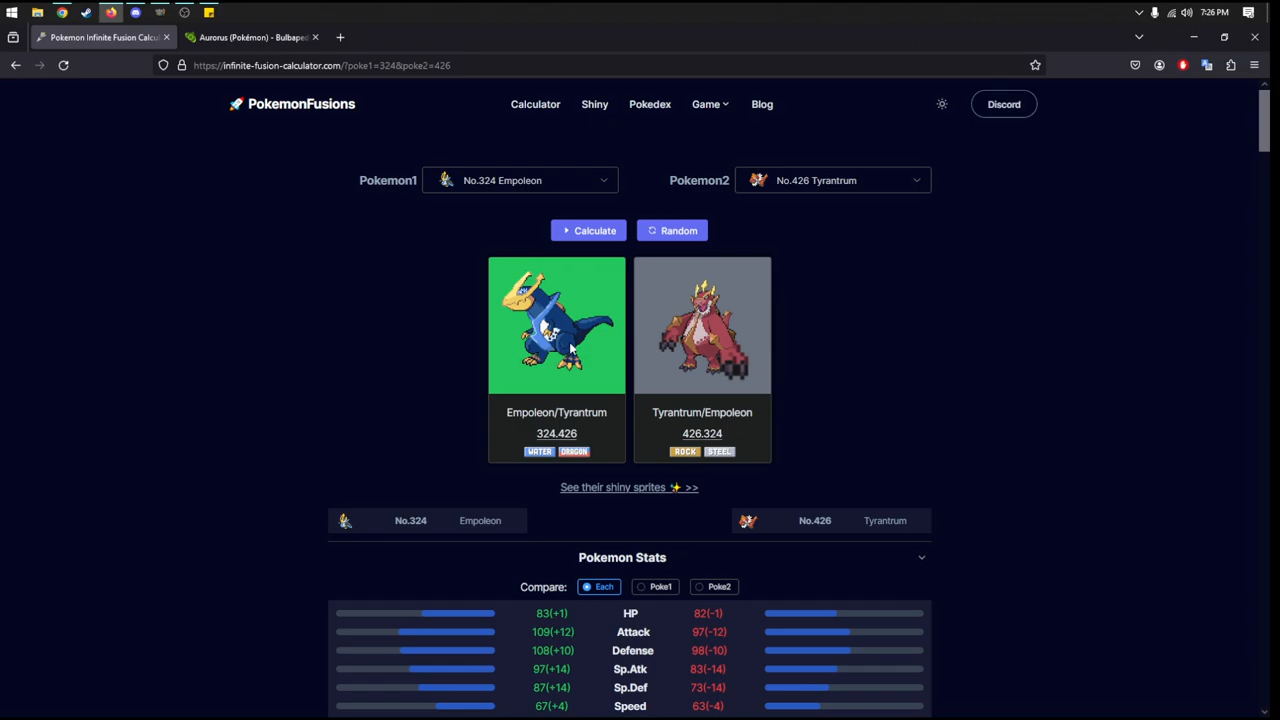 7:26 PM
Pokemon Infinite Fusion Calcu
Aurorus (Pokémon) - Bulbaped
https://infinite-fusion-calculator.com/?poke1=324&poke2=426
PokemonFusions
Calculator
Shiny
Pokedex
Game
Blog
Discord
Pokemon1
No.324 Empoleon
Pokemon2
No.426 Tyrantrum
Calculate
Random
Empoleon/Tyrantrum
324.426
WATER DRAGON
Tyrantrum/Empoleon
426.324
ROCK STEEL
See their shiny sprites ✨ >>
No.324 Empoleon
No.426 Tyrantrum
Pokemon Stats
Compare: Each Poke1 Poke2
83(+1) HP 82(-1)
109(+12) Attack 97(-12)
108(+10) Defense 98(-10)
97(+14) Sp.Atk 83(-14)
87(+14) Sp.Def 73(-14)
67(+4) Speed 63(-4)